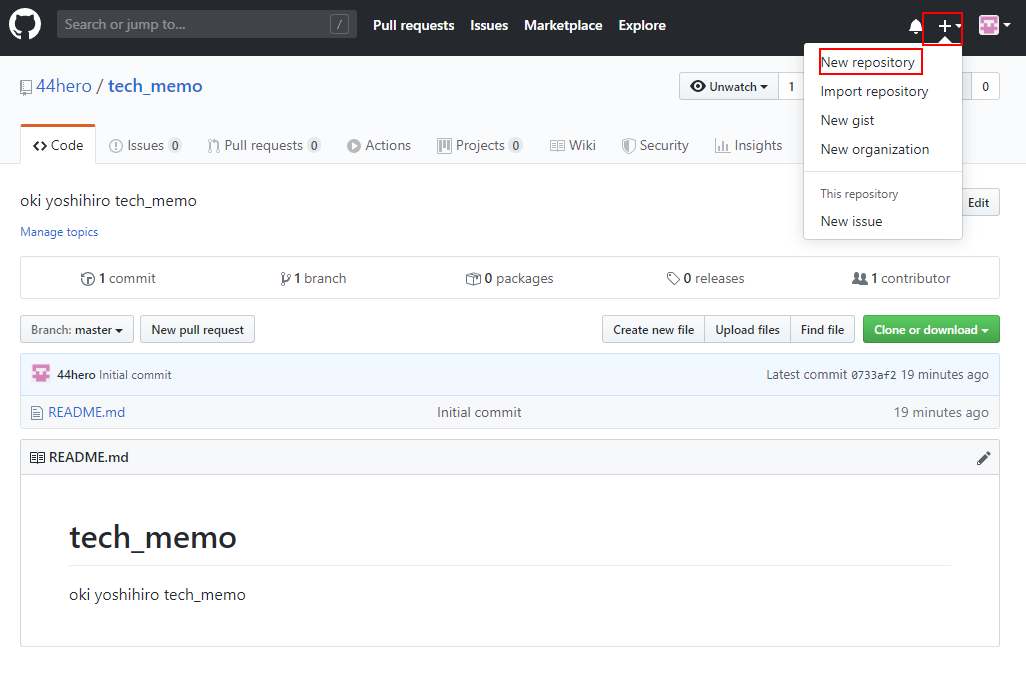 Search or jump to... /
Pull requests Issues Marketplace Explore
New repository
Import repository
New gist
New organization
This repository
New issue
44hero / tech_memo
Unwatch 1
0
Code Issues 0 Pull requests 0 Actions Projects 0 Wiki Security Insights
oki yoshihiro tech_memo
Edit
Manage topics
1 commit 1 branch 0 packages 0 releases 1 contributor
Branch: master New pull request Create new file Upload files Find file Clone or download
44hero Initial commit Latest commit 0733af2 19 minutes ago
README.md Initial commit 19 minutes ago
README.md
tech_memo
oki yoshihiro tech_memo